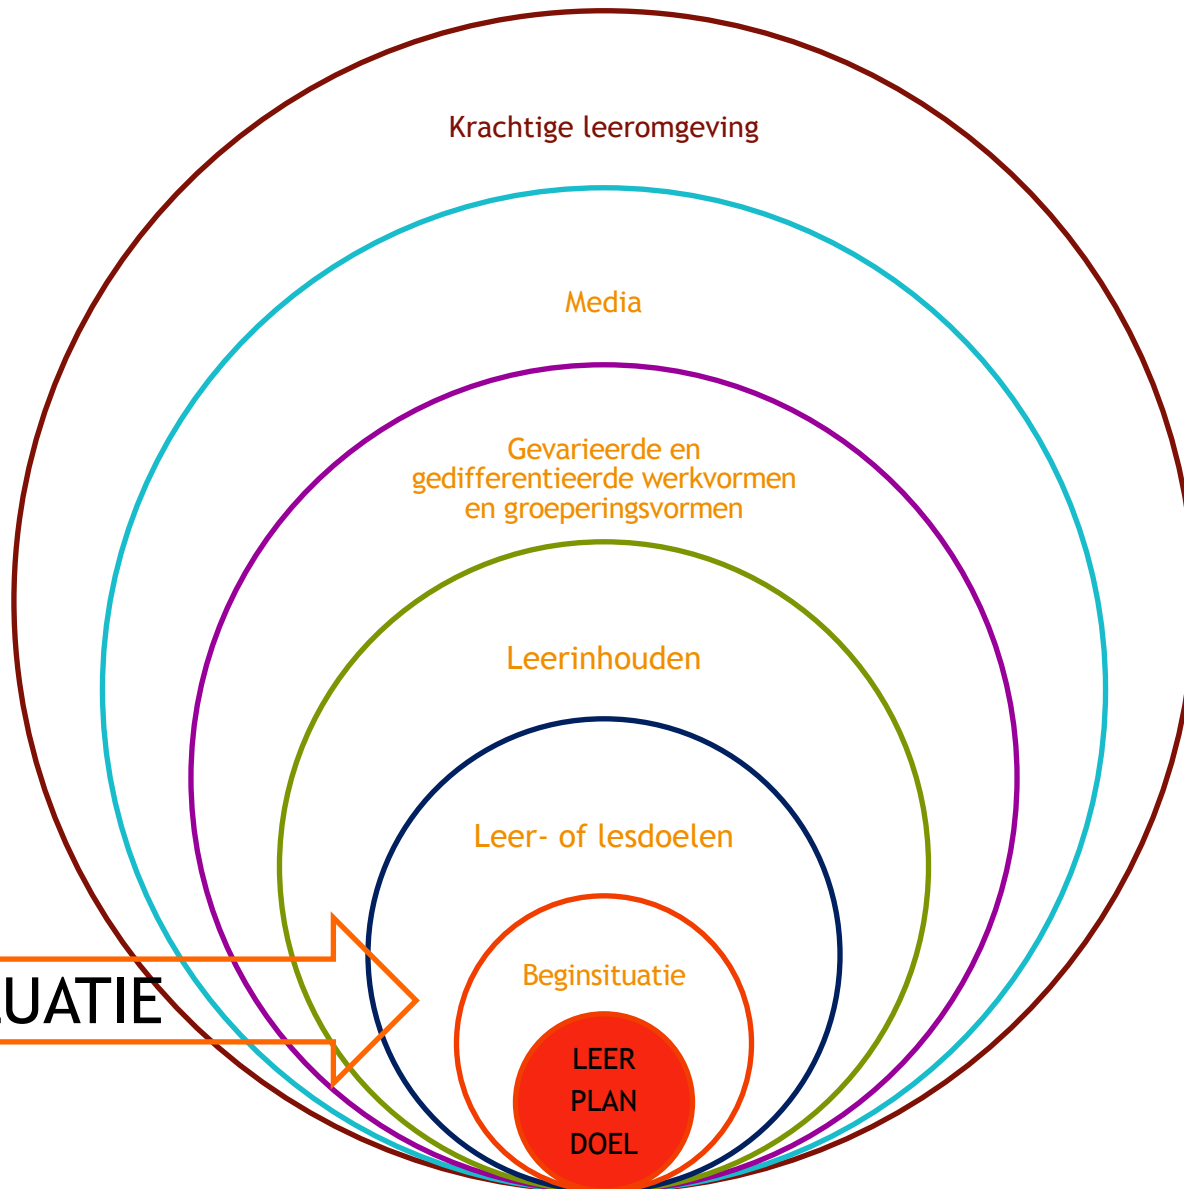 Krachtige leeromgeving
Media
Gevarieerde en
gedifferentieerde werkvormen
en groeperingsvormen
Leerinhouden
Leer- of lesdoelen
Beginsituatie
UATIE
LEER
PLAN
DOEL